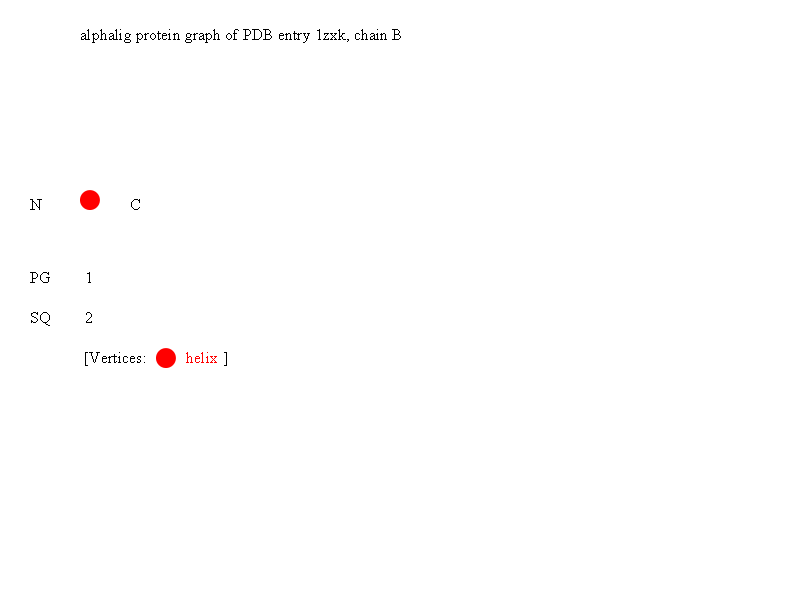 alphalig protein graph of PDB entry 1zxk, chain B
N C
PG 1
SQ 2
[Vertices: helix ]